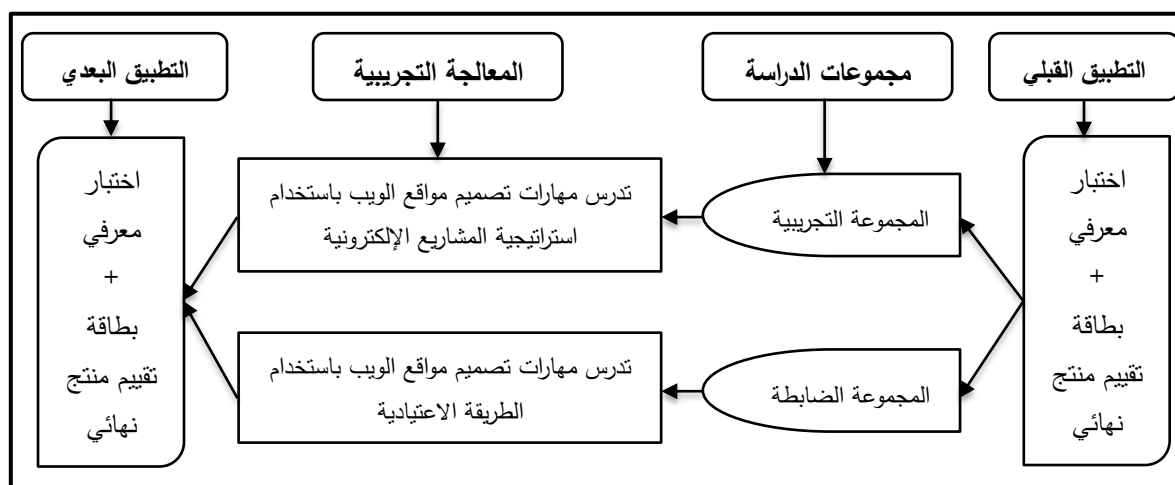 التطبيق القبلي
مجموعات الدراسة
المعالجة التجريبية
التطبيق البعدي
اختبار
معرفي
+
بطاقة
تقييم منتج
نهائي
المجموعة التجريبية
المجموعة الضابطة
تدرس مهارات تصميم مواقع الويب باستخدام
استراتيجية المشاريع الإلكترونية
تدرس مهارات تصميم مواقع الويب باستخدام
الطريقة الاعتيادية
اختبار
معرفي
+
بطاقة
تقييم منتج
نهائي